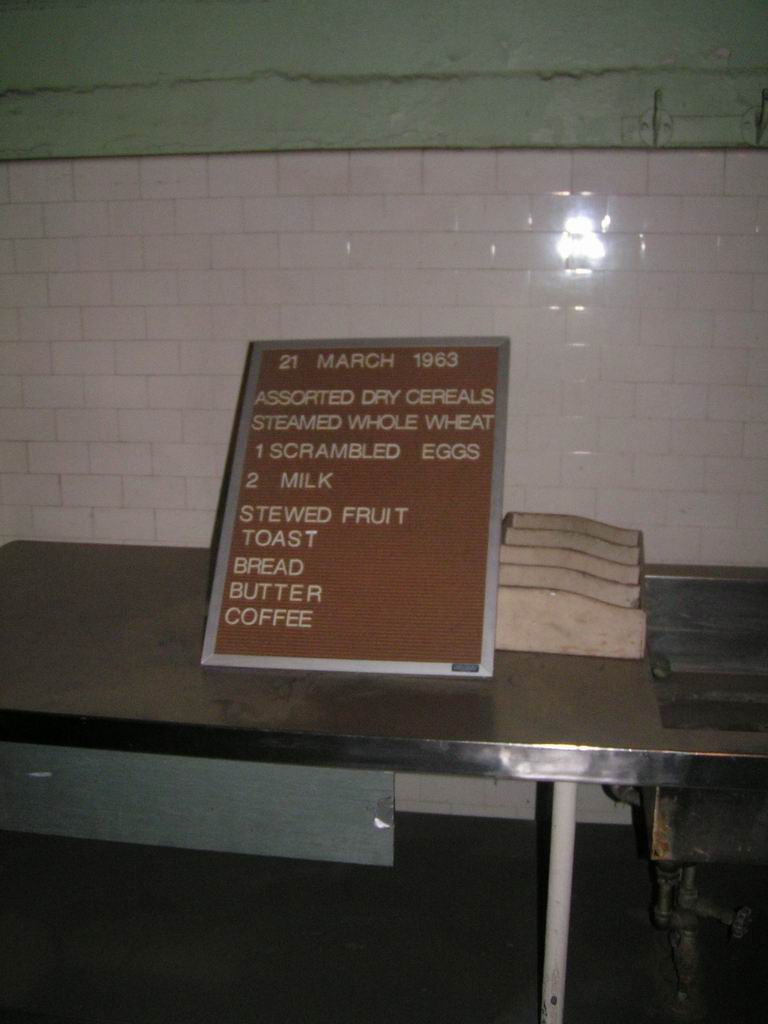 21 MARCH 1963
ASSORTED DRY CEREALS
STEAMED WHOLE WHEAT
1 SCRAMBLED EGGS
2 MILK
STEWED FRUIT
TOAST
BREAD
BUTTER
COFFEE